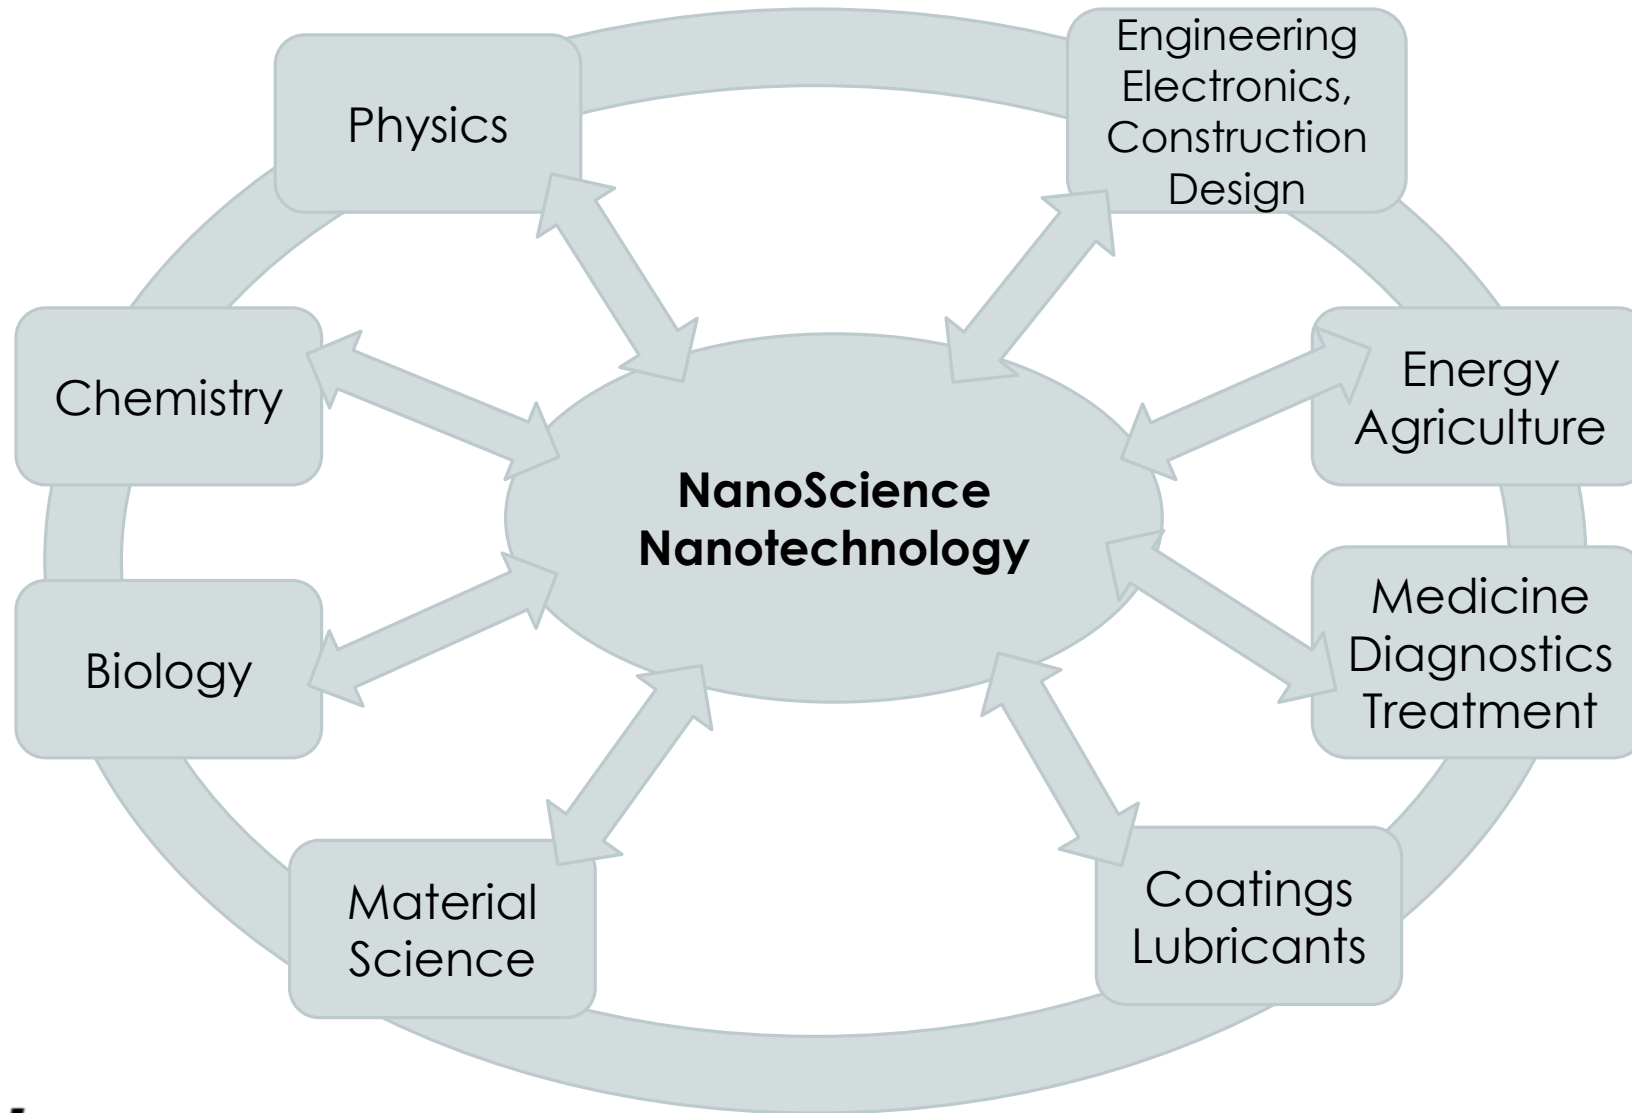 Physics
Engineering
Electronics,
Construction
Design
Chemistry
Energy
Agriculture
NanoScience
Nanotechnology
Biology
Medicine
Diagnostics
Treatment
Material
Science
Coatings
Lubricants